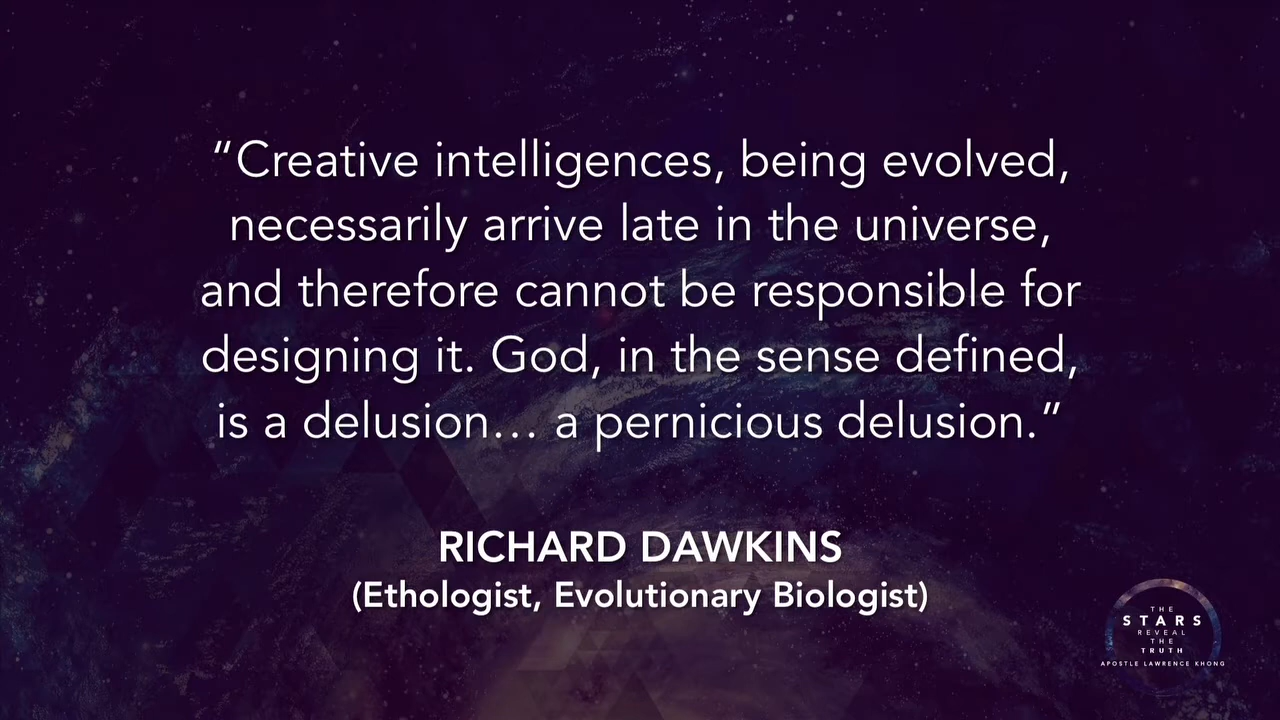 “Creative intelligences, being evolved,
necessarily arrive late in the universe,
and therefore cannot be responsible for
designing it. God, in the sense defined,
is a delusion… a pernicious delusion.”
RICHARD DAWKINS
(Ethologist, Evolutionary Biologist)
THE
STARS
REVEAL
THE
TRUTH
APOSTLE LAWRENCE KHONG